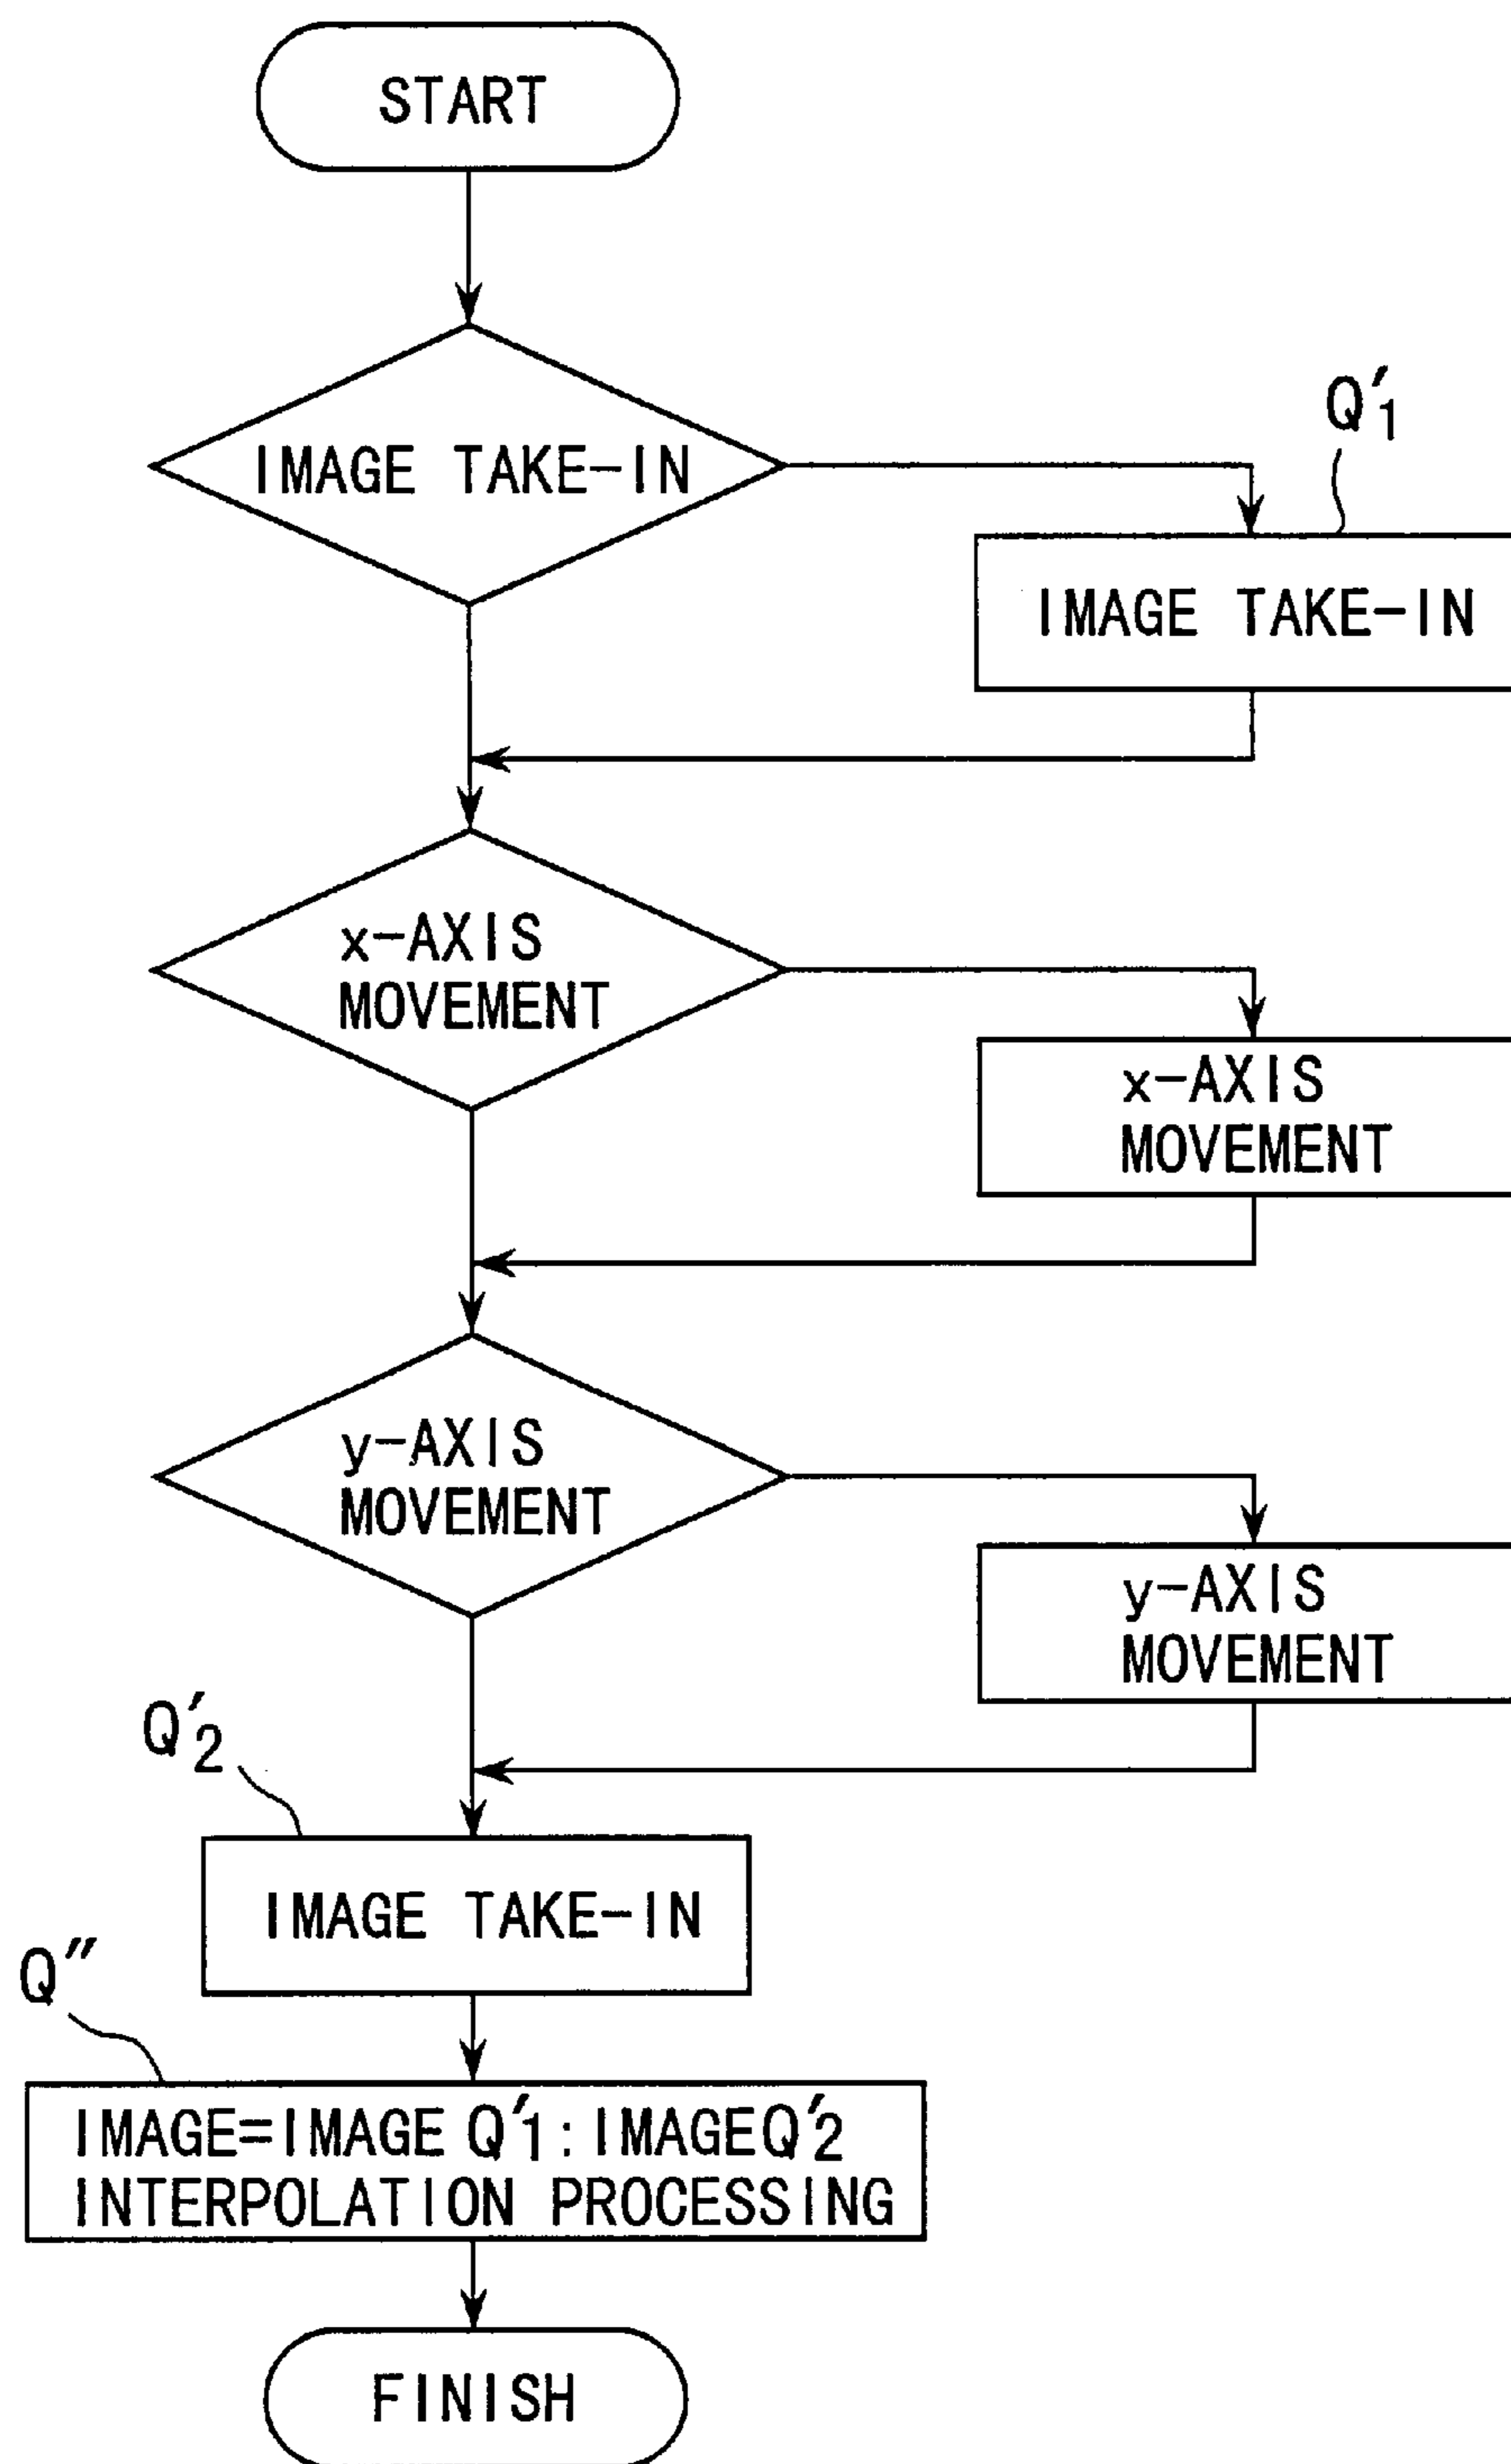 START
IMAGE TAKE-IN
Q′1
IMAGE TAKE-IN
x-AXIS
MOVEMENT
x-AXIS
MOVEMENT
y-AXIS
MOVEMENT
y-AXIS
MOVEMENT
Q′2
IMAGE TAKE-IN
Q″
IMAGE=IMAGE Q′1:IMAGEQ′2
INTERPOLATION PROCESSING
FINISH